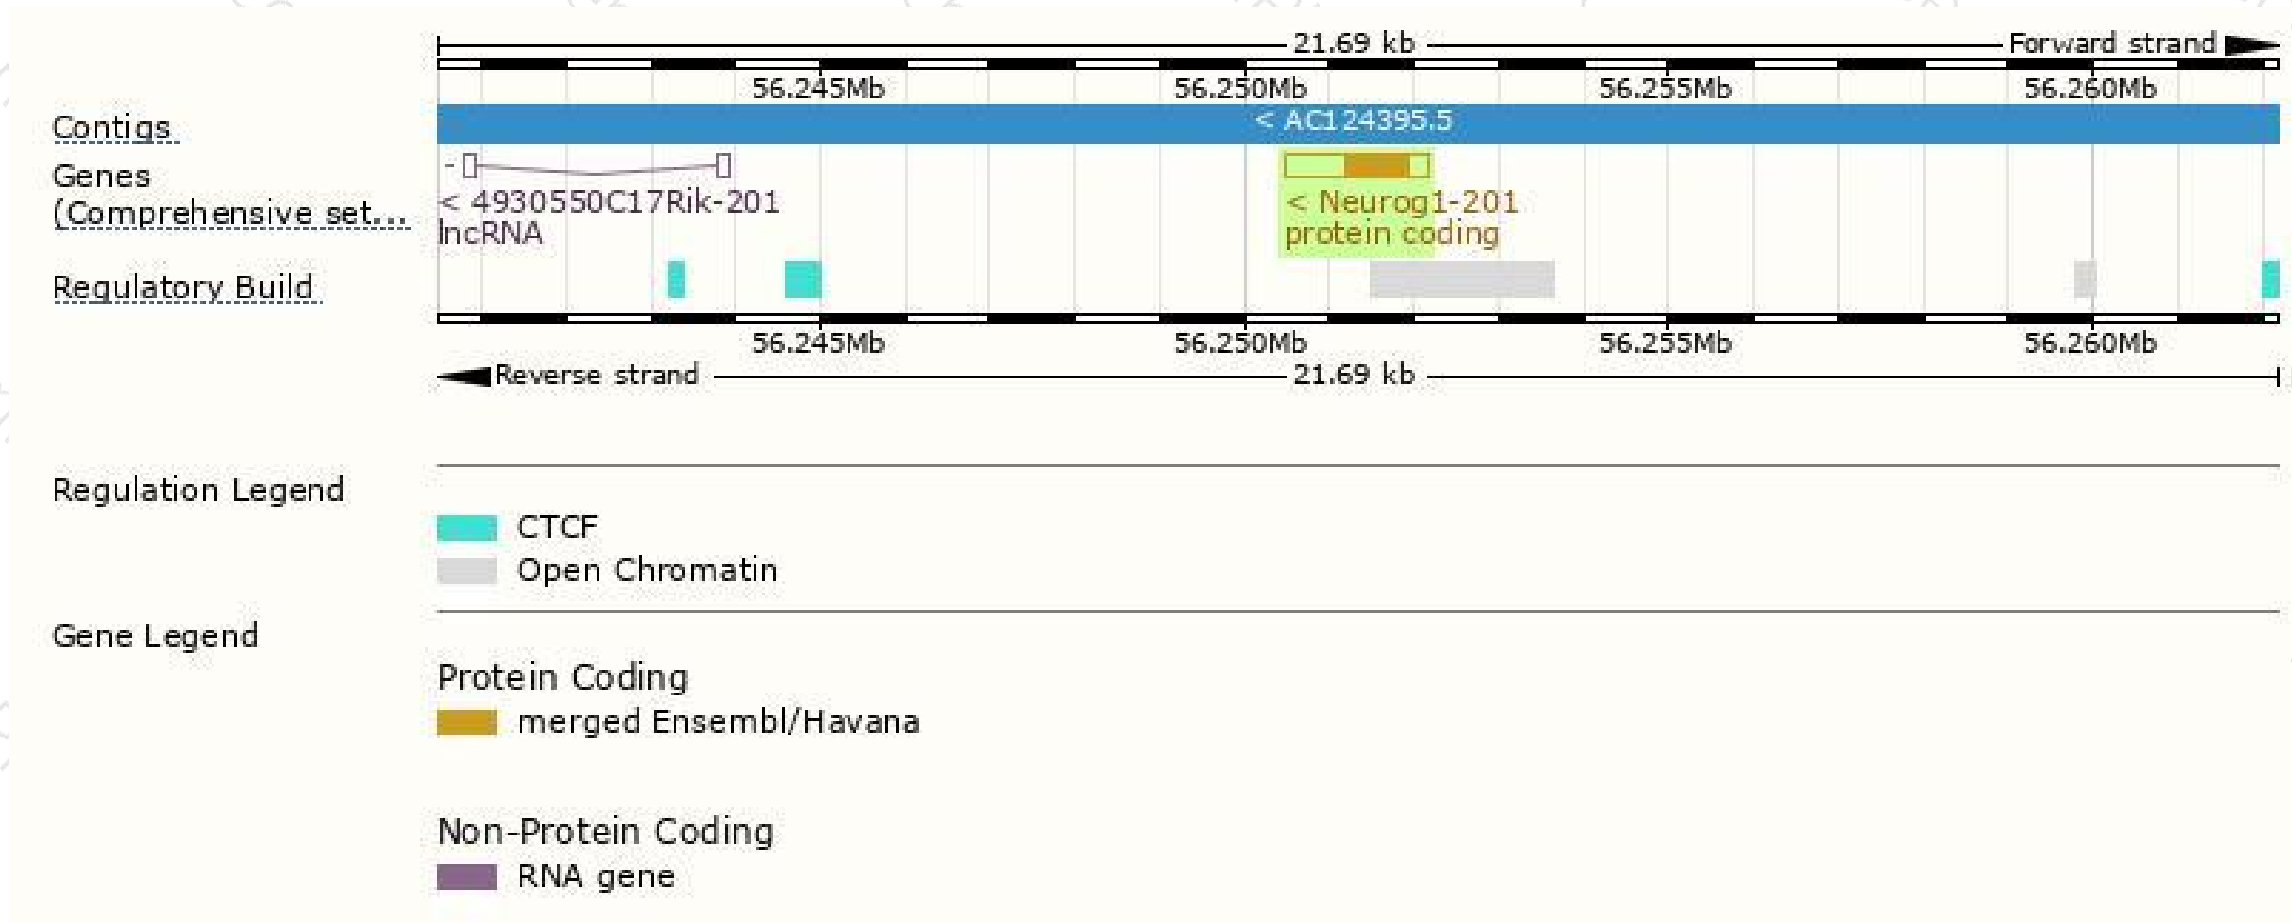 21.69 kb Forward strand
56.245Mb 56.250Mb 56.255Mb 56.260Mb
Contigs < AC124395.5
Genes
(Comprehensive set...
< 4930550C17Rik-201 < Neurog1-201
lncRNA protein coding
Regulatory Build
56.245Mb 56.250Mb 56.255Mb 56.260Mb
Reverse strand 21.69 kb
Regulation Legend
CTCF
Open Chromatin
Gene Legend
Protein Coding
merged Ensembl/Havana
Non-Protein Coding
RNA gene